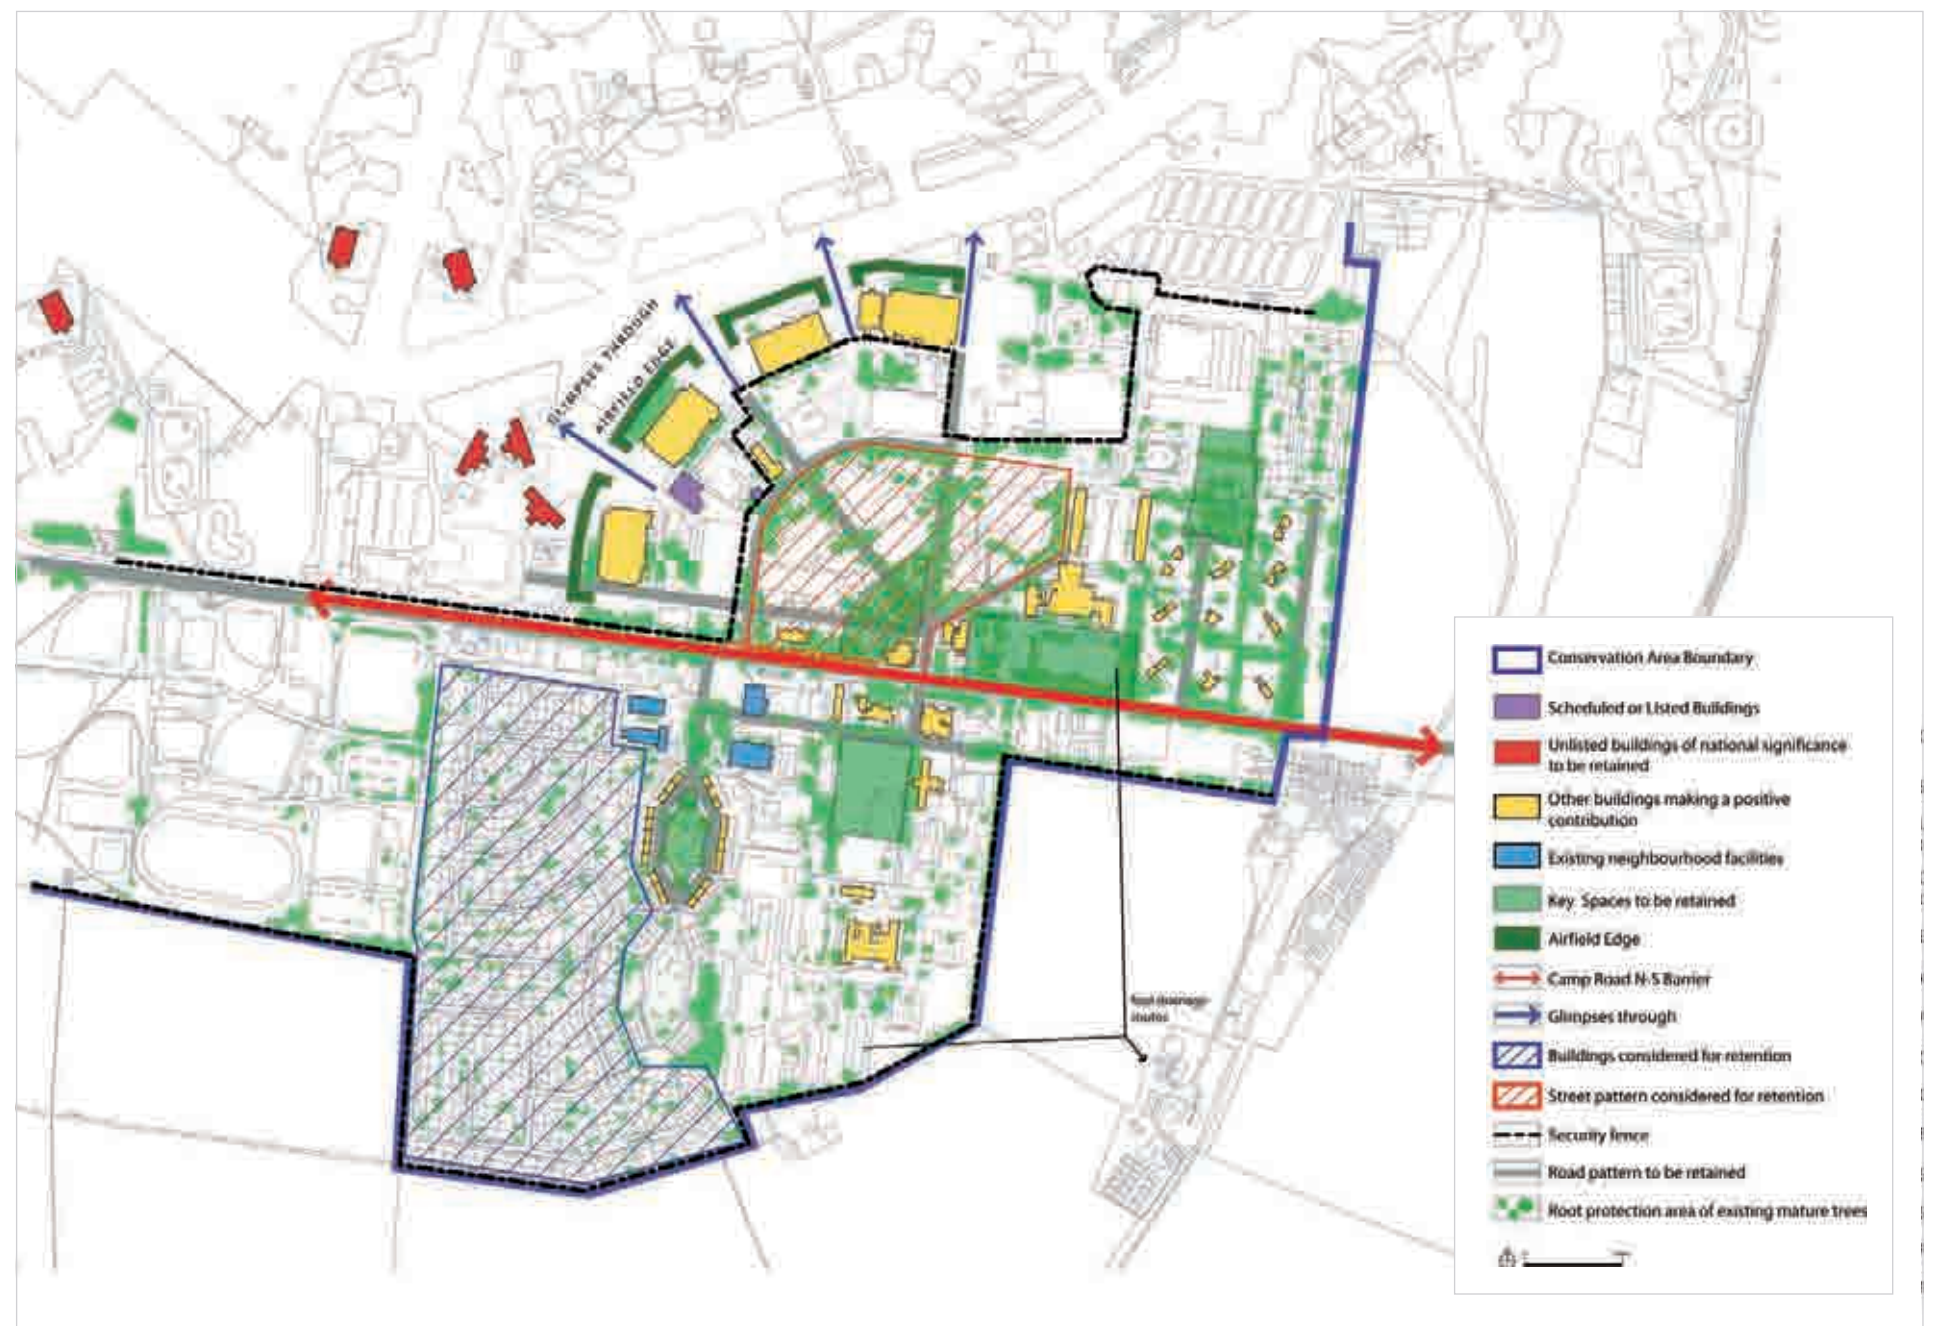 GLIMPSES THROUGH
AIRFIELD EDGE
Conservation Area Boundary
Scheduled or Listed Buildings
Unlisted buildings of national significance
to be retained
Other buildings making a positive
contribution
Existing neighbourhood facilities
Key Spaces to be retained
Airfield Edge
Camp Road N-S Barrier
Glimpses through
Buildings considered for retention
Street pattern considered for retention
Security fence
Road pattern to be retained
Root protection area of existing mature trees